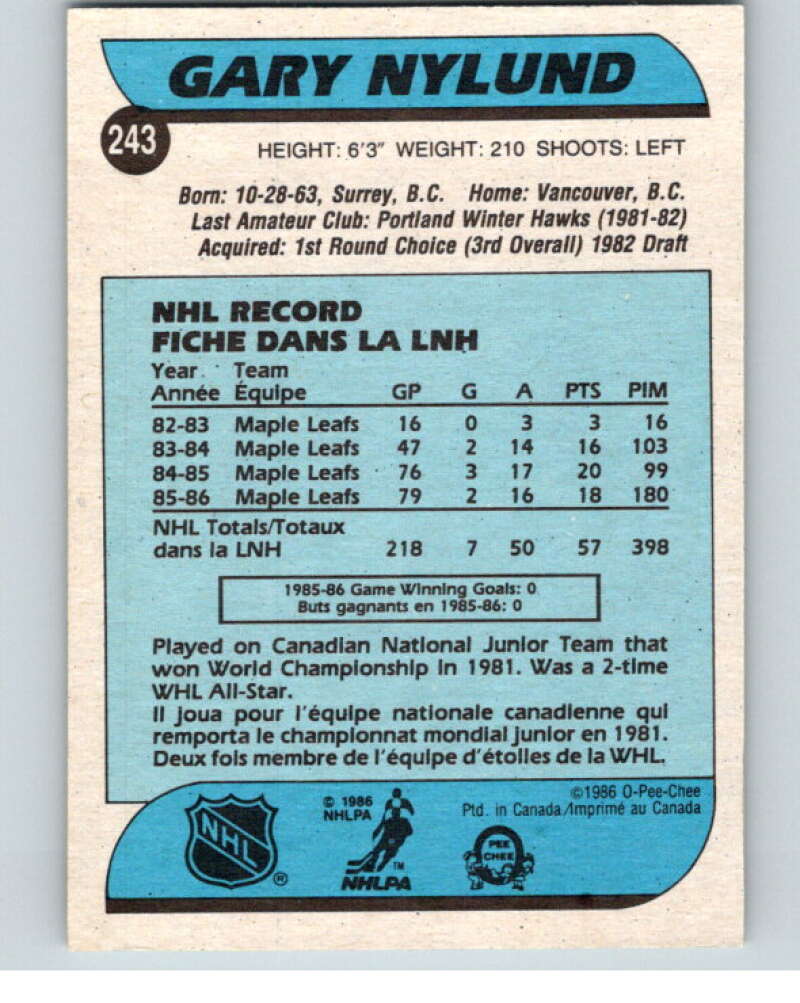 GARY NYLUND
243
HEIGHT: 6'3" WEIGHT: 210 SHOOTS: LEFT
Born: 10-28-63, Surrey, B.C. Home: Vancouver, B.C.
Last Amateur Club: Portland Winter Hawks (1981-82)
Acquired: 1st Round Choice (3rd Overall) 1982 Draft
NHL RECORD
FICHE DANS LA LNH
Year Team
Année Équipe GP G A PTS PIM
82-83 Maple Leafs 16 0 3 3 16
83-84 Maple Leafs 47 2 14 16 103
84-85 Maple Leafs 76 3 17 20 99
85-86 Maple Leafs 79 2 16 18 180
NHL Totals/Totaux
dans la LNH 218 7 50 57 398
1985-86 Game Winning Goals: 0
Buts gagnants en 1985-86: 0
Played on Canadian National Junior Team that
won World Championship in 1981. Was a 2-time
WHL All-Star.
Il joua pour l'équipe nationale canadienne qui
remporta le championnat mondial junior en 1981.
Deux fois membre de l'équipe d'étoiles de la WHL.
©1986 O-Pee-Chee
Ptd. in Canada/Imprimé au Canada
© 1986
NHLPA
NHL
®
TM
NHLPA
PEE
CHEE